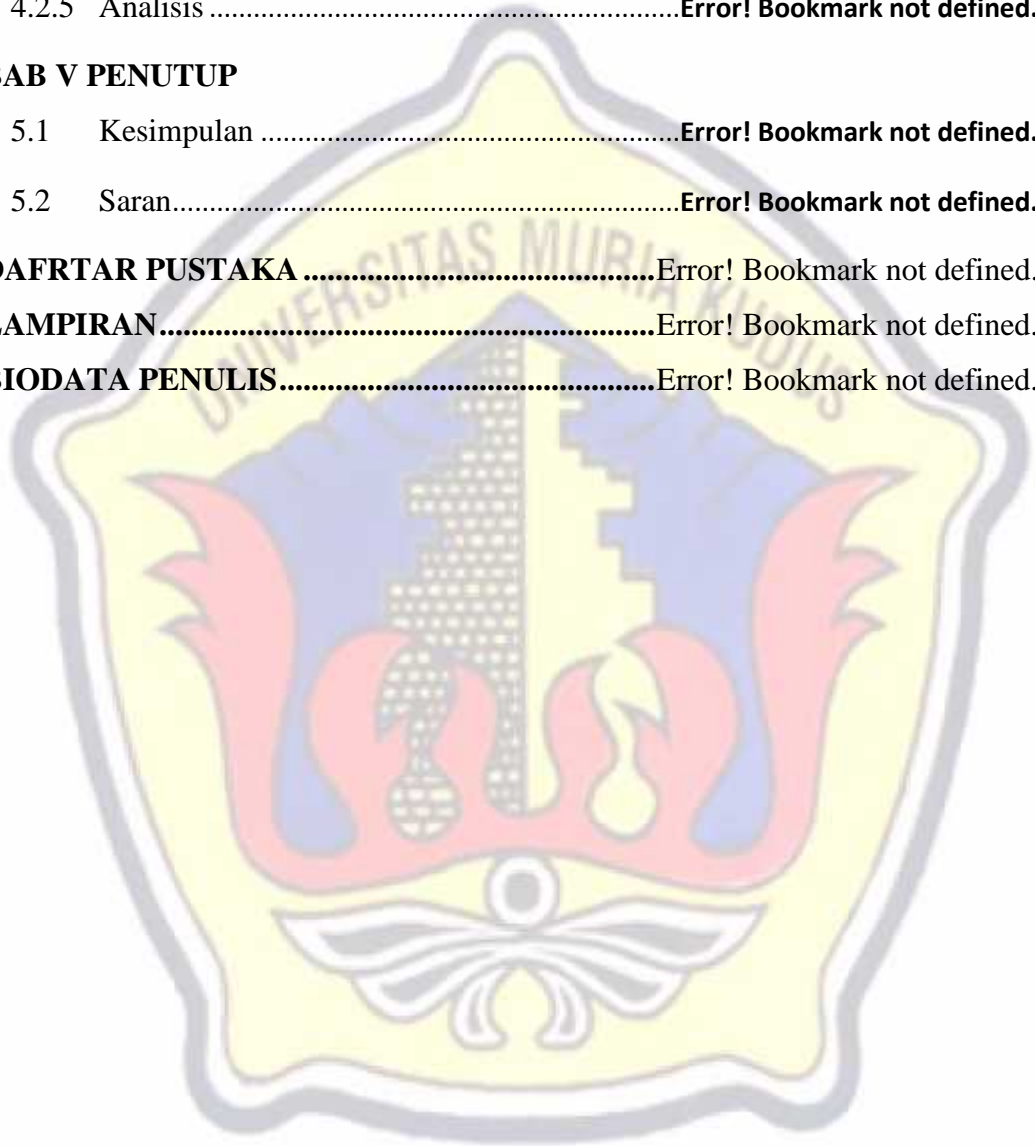 4.2.5 Analisis ................................................................Error! Bookmark not defined.
BAB V PENUTUP
5.1 Kesimpulan .........................................................Error! Bookmark not defined.
5.2 Saran.....................................................................Error! Bookmark not defined.
DAFRTAR PUSTAKA ...............................................Error! Bookmark not defined.
LAMPIRAN..................................................................Error! Bookmark not defined.
BIODATA PENULIS..................................................Error! Bookmark not defined.
UNIVERSITAS MURIA KUDUS